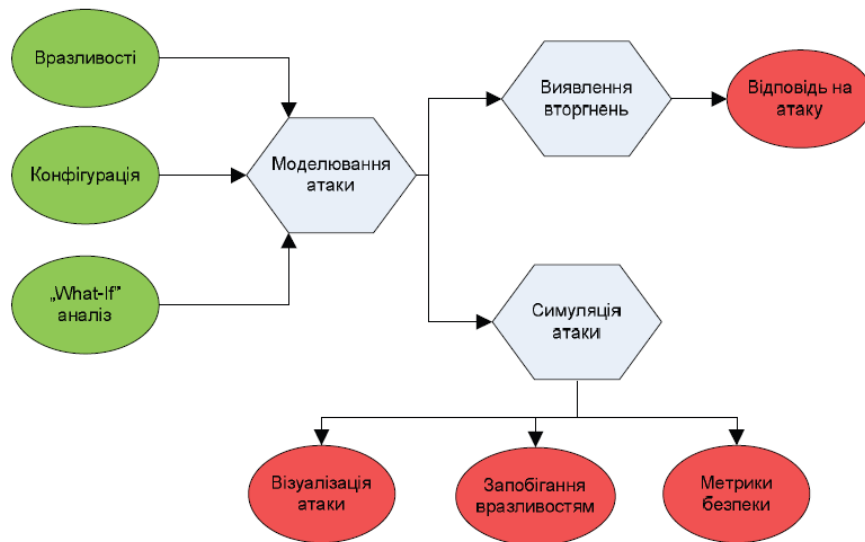 Вразливості
Конфігурація
„What-If”
аналіз
Моделювання
атаки
Виявлення
вторгнень
Відповідь на
атаку
Симуляція
атаки
Візуалізація
атаки
Запобігання
вразливостям
Метрики
безпеки